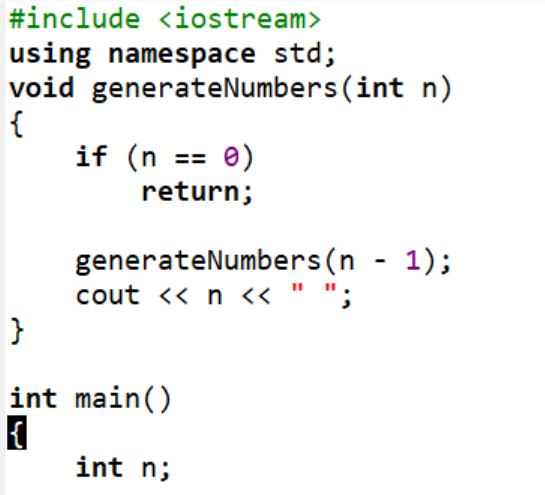 #include <iostream>
using namespace std;
void generateNumbers(int n)
{
    if (n == 0)
        return;

    generateNumbers(n - 1);
    cout << n << " ";
}

int main()
{
    int n;